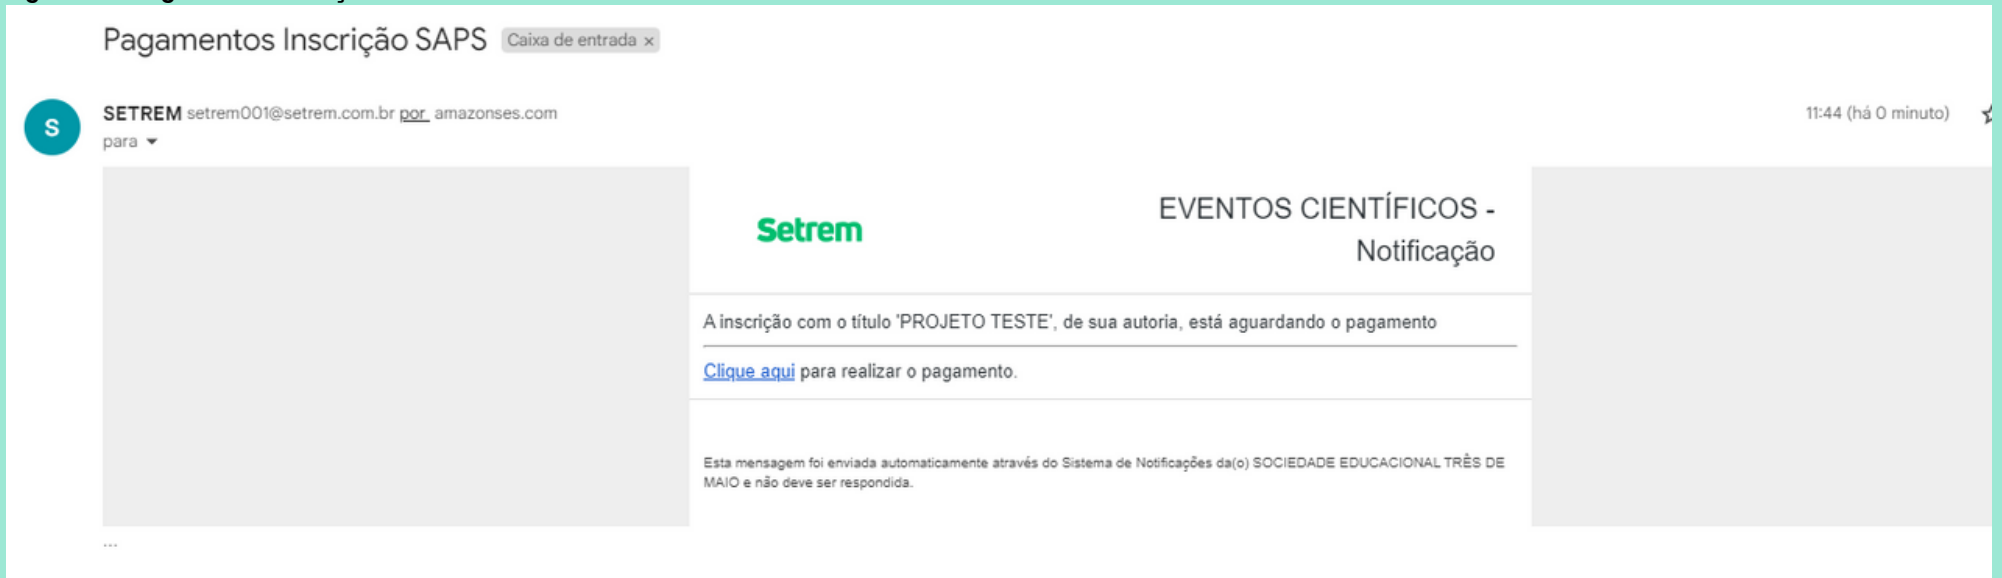 Pagamentos Inscrição SAPS Caixa de entrada x
SETREM setrem001@setrem.com.br por amazonses.com
11:44 (há 0 minuto)
S
para
Setrem
EVENTOS CIENTÍFICOS -
Notificação
A inscrição com o título 'PROJETO TESTE', de sua autoria, está aguardando o pagamento
Clique aqui para realizar o pagamento.
Esta mensagem foi enviada automaticamente através do Sistema de Notificações da(o) SOCIEDADE EDUCACIONAL TRÊS DE
MAIO e não deve ser respondida.
...